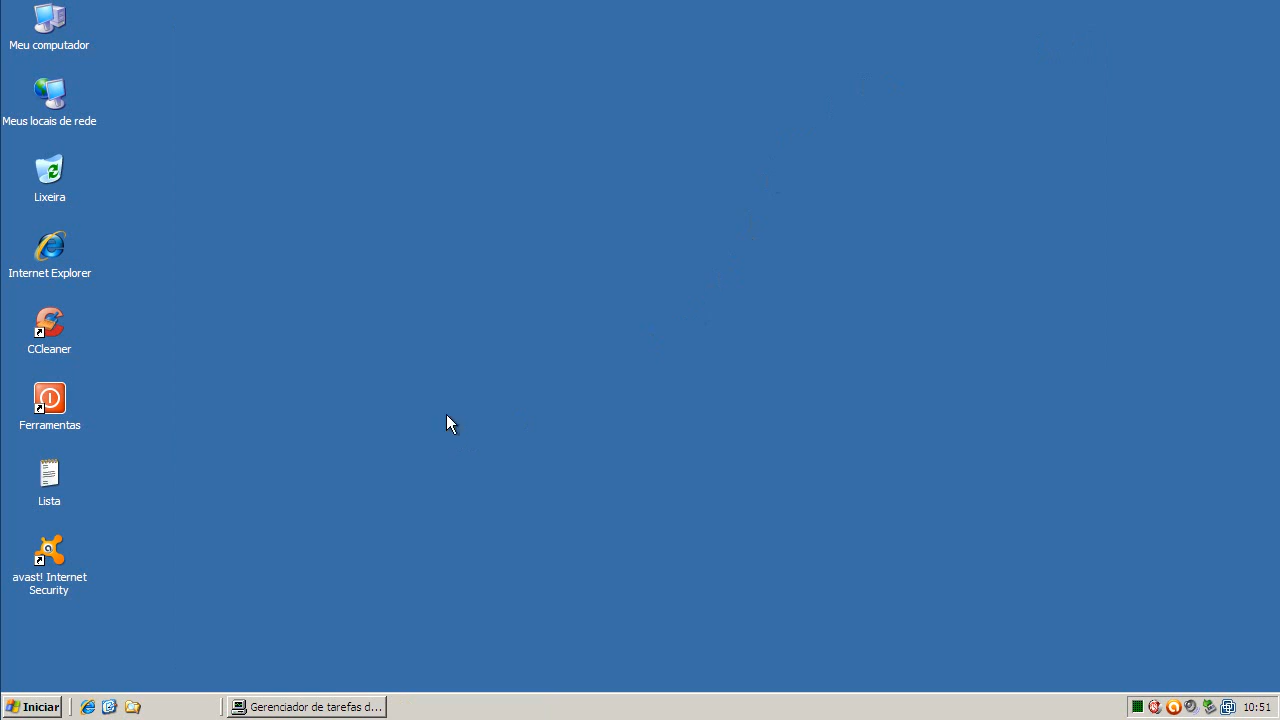 Meu computador
Meus locais de rede
Lixeira
Internet Explorer
CCleaner
Ferramentas
Lista
avast! Internet
Security
Iniciar
Gerenciador de tarefas d...
10:51